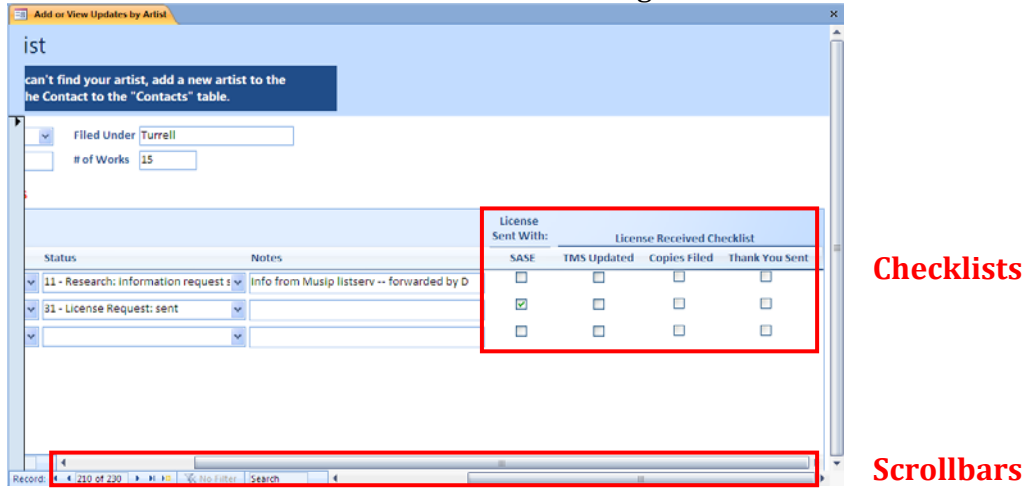 Add or View Updates by Artist
ist
can't find your artist, add a new artist to the
he Contact to the "Contacts" table.
Filed Under Turrell
# of Works 15
License
Sent With: License Received Checklist
Status Notes SASE TMS Updated Copies Filed Thank You Sent
11 - Research: Information request s Info from Musip listserv -- forwarded by D
31 - License Request: sent
Checklists
Scrollbars
Record: 210 of 230 No Filter Search